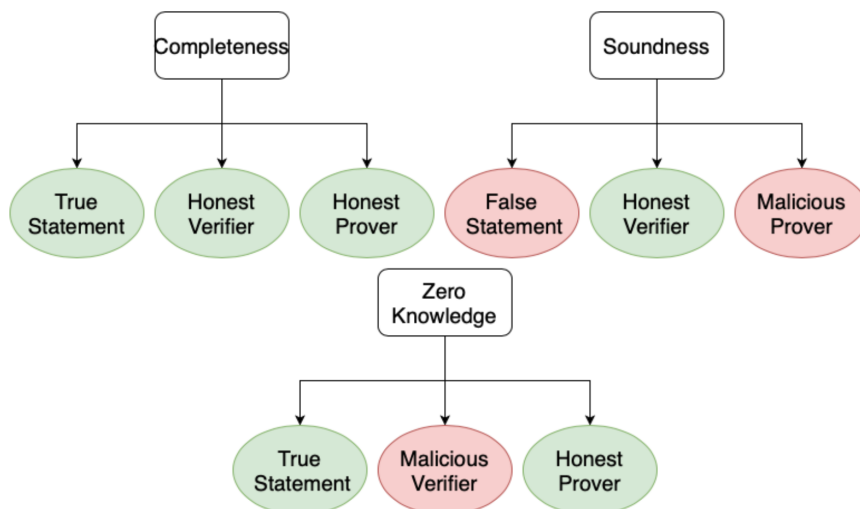 Completeness
Soundness
True
Statement
Honest
Verifier
Honest
Prover
False
Statement
Honest
Verifier
Malicious
Prover
Zero
Knowledge
True
Statement
Malicious
Verifier
Honest
Prover